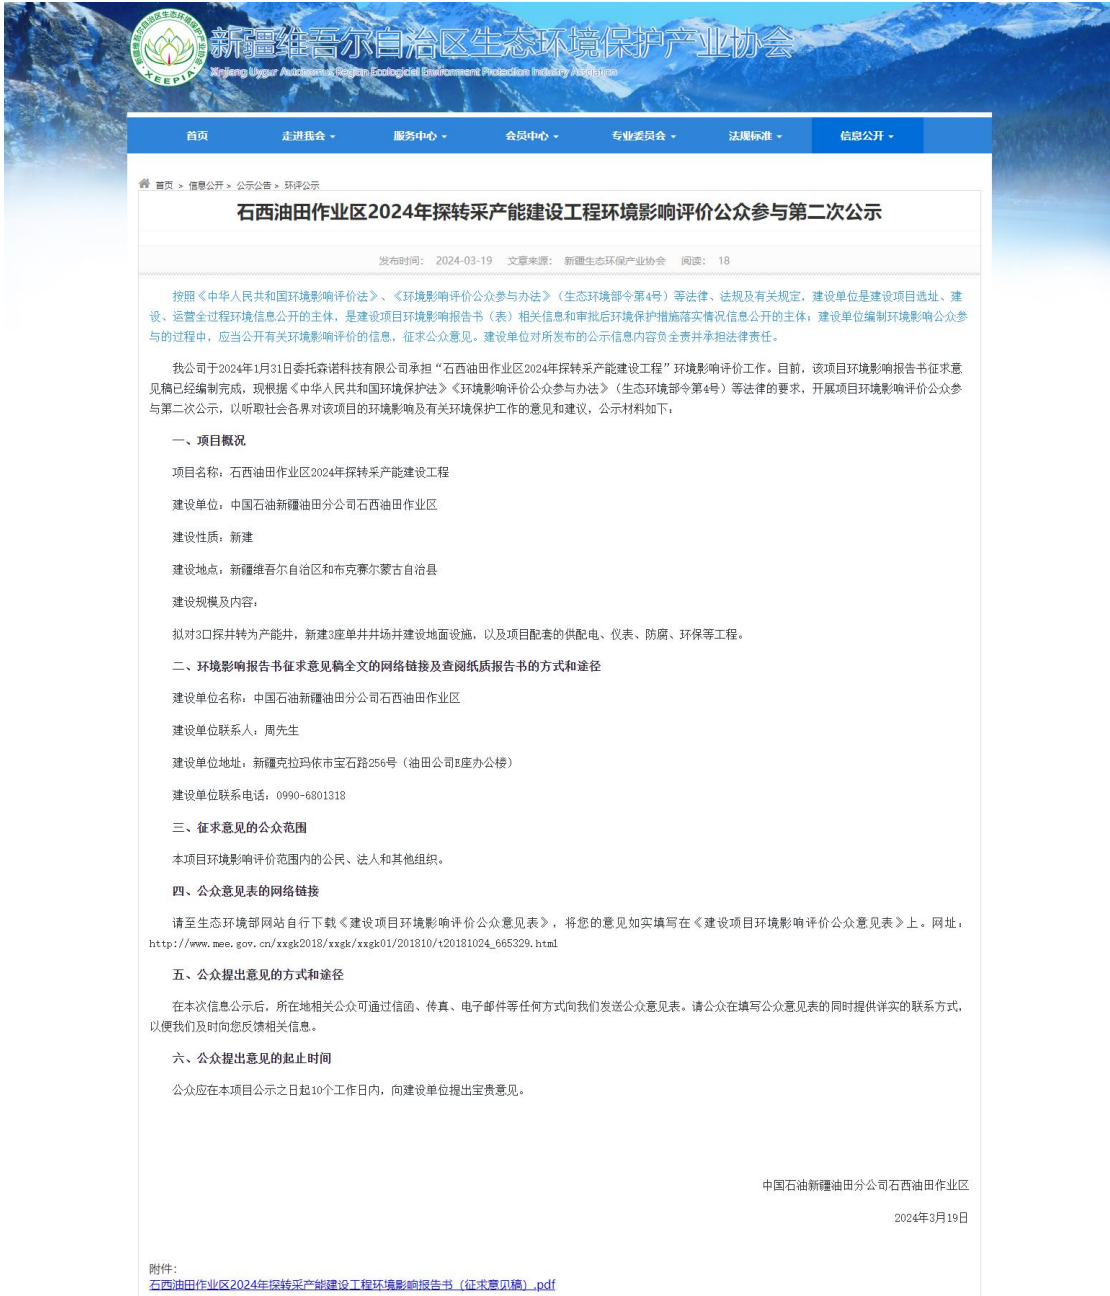 新疆维吾尔自治区生态环境保护产业协会
XEEPIA
首页 走进我会 服务中心 会员中心 专业委员会 法规标准 信息公开
首页 > 信息公开 > 公示公告 > 环评公示
石西油田作业区2024年探转采产能建设工程环境影响评价公众参与第二次公示
发布时间： 2024-03-19 文章来源： 新疆生态环保产业协会 阅读： 18
按照《中华人民共和国环境影响评价法》、《环境影响评价公众参与办法》（生态环境部令第4号）等法律、法规及有关规定，建设单位是建设项目选址、建
设、运营全过程环境信息公开的主体，是建设项目环境影响报告书（表）相关信息和审批后环境保护措施落实情况信息公开的主体；建设单位编制环境影响公众参
与的过程中，应当公开有关环境影响评价的信息，征求公众意见。建设单位对所发布的公示信息内容负全责并承担法律责任。
我公司于2024年1月31日委托森诺科技有限公司承担“石西油田作业区2024年探转采产能建设工程”环境影响评价工作。目前，该项目环境影响报告书征求意
见稿已经编制完成，现根据《中华人民共和国环境保护法》《环境影响评价公众参与办法》（生态环境部令第4号）等法律的要求，开展项目环境影响评价公众参
与第二次公示，以听取社会各界对该项目的环境影响及有关环境保护工作的意见和建议，公示材料如下：
一、项目概况
项目名称：石西油田作业区2024年探转采产能建设工程
建设单位：中国石油新疆油田分公司石西油田作业区
建设性质：新建
建设地点：新疆维吾尔自治区和布克赛尔蒙古自治县
建设规模及内容：
拟对3口探井转为产能井，新建3座单井井场并建设地面设施，以及项目配套的供配电、仪表、防腐、环保等工程。
二、环境影响报告书征求意见稿全文的网络链接及查阅纸质报告书的方式和途径
建设单位名称：中国石油新疆油田分公司石西油田作业区
建设单位联系人：周先生
建设单位地址：新疆克拉玛依市宝石路256号（油田公司E座办公楼）
建设单位联系电话：0990-6801318
三、征求意见的公众范围
本项目环境影响评价范围内的公民、法人和其他组织。
四、公众意见表的网络链接
请至生态环境部网站自行下载《建设项目环境影响评价公众意见表》，将您的意见如实填写在《建设项目环境影响评价公众意见表》上。网址：
http://www.mee.gov.cn/xxgk2018/xxgk/xxgk01/201810/t20181024_665329.html
五、公众提出意见的方式和途径
在本次信息公示后，所在地相关公众可通过信函、传真、电子邮件等任何方式向我们发送公众意见表。请公众在填写公众意见表的同时提供详实的联系方式，
以便我们及时向您反馈相关信息。
六、公众提出意见的起止时间
公众应在本项目公示之日起10个工作日内，向建设单位提出宝贵意见。
中国石油新疆油田分公司石西油田作业区
2024年3月19日
附件：
石西油田作业区2024年探转采产能建设工程环境影响报告书（征求意见稿）.pdf